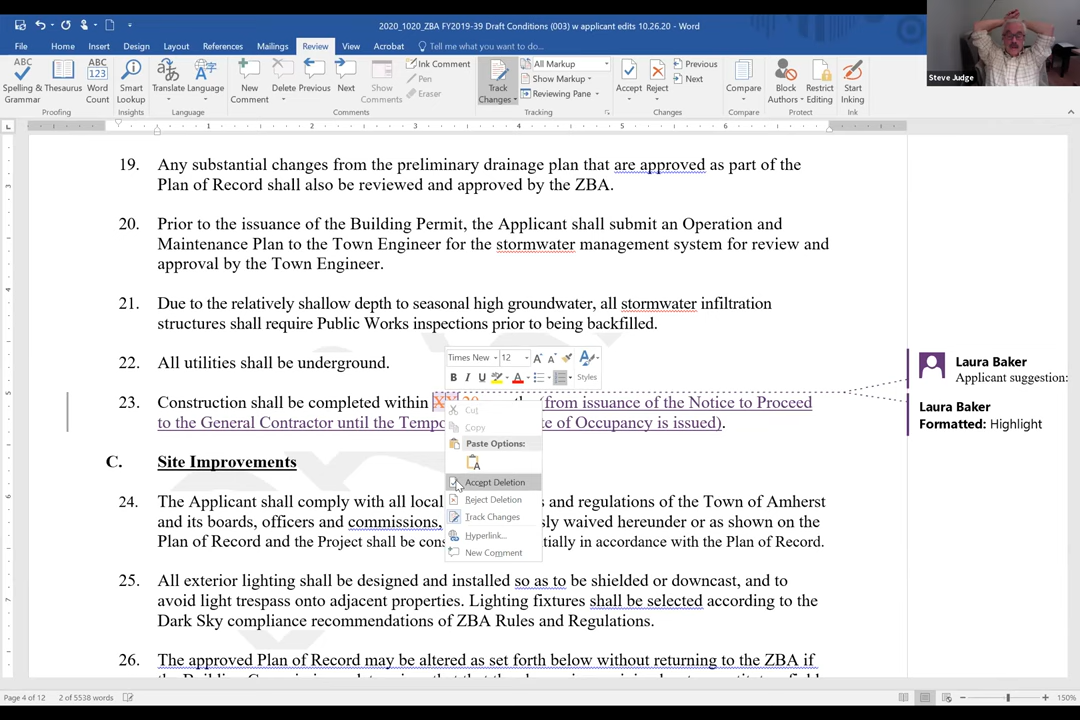 2020_1020_ZBA FY2019-39 Draft Conditions (003) w applicant edits 10.26.20 - Word
File Home Insert Design Layout References Mailings Review View Acrobat Tell me what you want to do...
Steve Judge
ABC Spelling & Grammar
Thesaurus
ABC 123 Word Count
Smart Lookup
Translate
Language
New Comment
Delete
Previous
Next
Show Comments
Ink Comment
Pen
Eraser
Track Changes
All Markup
Show Markup
Reviewing Pane
Accept
Reject
Previous
Next
Compare
Block Authors
Restrict Editing
Start Inking
Proofing Insights Language Comments Tracking Changes Compare Protect Ink
1 2 3 4 5 6
19. Any substantial changes from the preliminary drainage plan that are approved as part of the
Plan of Record shall also be reviewed and approved by the ZBA.
20. Prior to the issuance of the Building Permit, the Applicant shall submit an Operation and
Maintenance Plan to the Town Engineer for the stormwater management system for review and
approval by the Town Engineer.
21. Due to the relatively shallow depth to seasonal high groundwater, all stormwater infiltration
structures shall require Public Works inspections prior to being backfilled.
22. All utilities shall be underground.
Times New 12
Styles
23. Construction shall be completed within XX 20 (from issuance of the Notice to Proceed
to the General Contractor until the Tempo te of Occupancy is issued).
Cut
Copy
Paste Options:
Accept Deletion
Reject Deletion
Track Changes
Hyperlink...
New Comment
Laura Baker
Applicant suggestion:
Laura Baker
Formatted: Highlight
C. Site Improvements
24. The Applicant shall comply with all local s and regulations of the Town of Amherst
and its boards, officers and commissions, sly waived hereunder or as shown on the
Plan of Record and the Project shall be cons tially in accordance with the Plan of Record.
25. All exterior lighting shall be designed and installed so as to be shielded or downcast, and to
avoid light trespass onto adjacent properties. Lighting fixtures shall be selected according to the
Dark Sky compliance recommendations of ZBA Rules and Regulations.
26. The approved Plan of Record may be altered as set forth below without returning to the ZBA if
Page 4 of 12 2 of 5538 words
150%